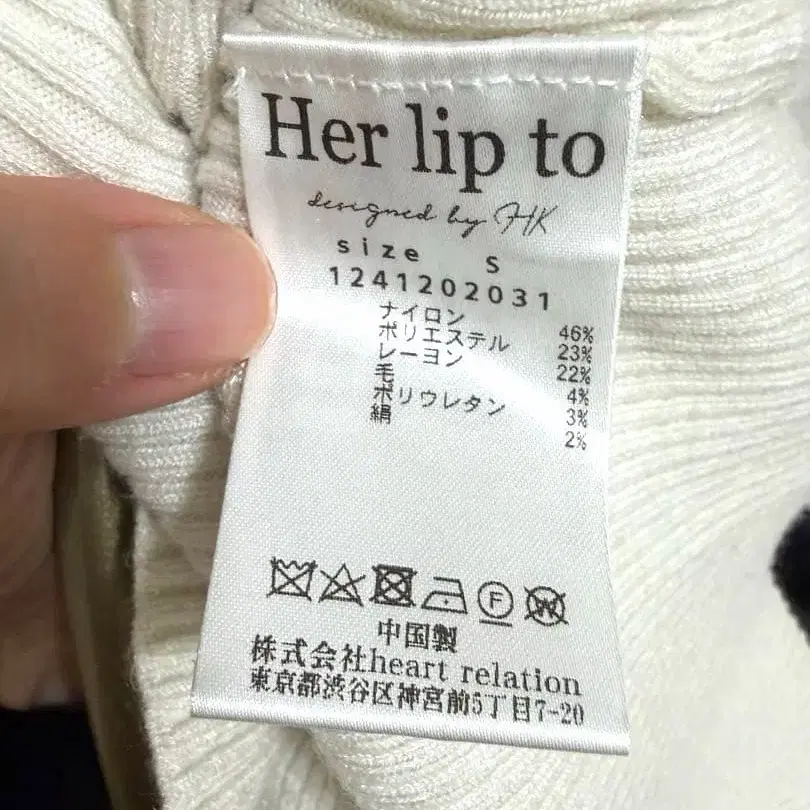 Her lip to
designed by HK
size S
1241202031
ナイロン 46%
ポリエステル 23%
レーヨン 22%
毛 4%
ポリウレタン 3%
絹 2%
F
W
中国製
株式会社heart relation
東京都渋谷区神宮前5丁目7-20